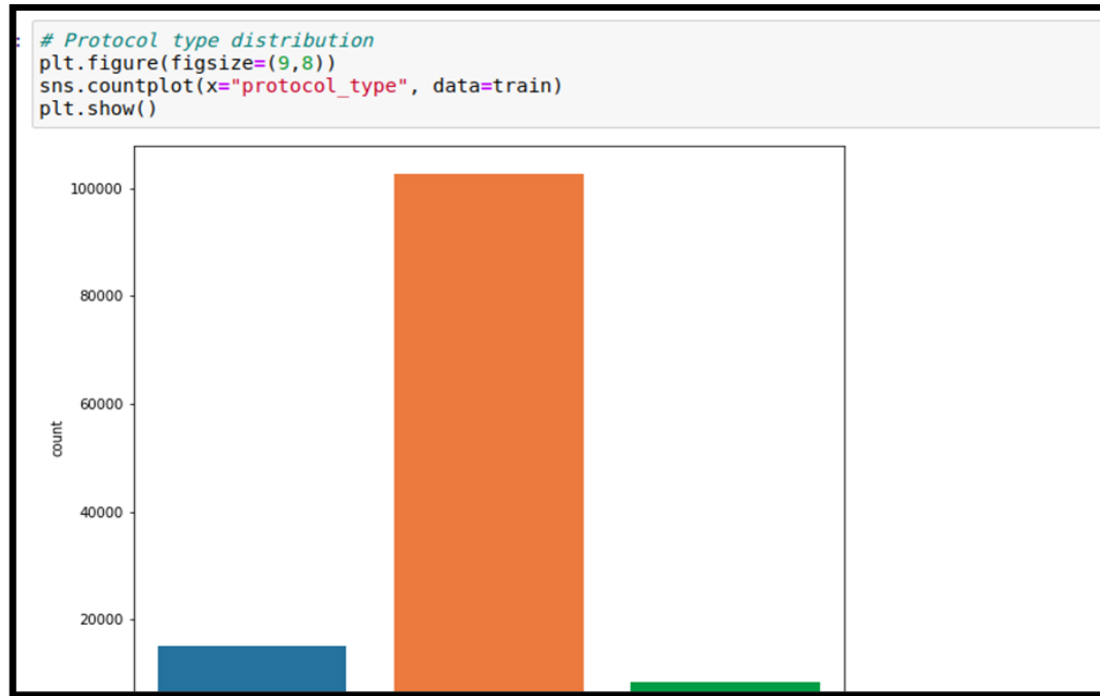 # Protocol type distribution
plt.figure(figsize=(9,8))
sns.countplot(x="protocol_type", data=train)
plt.show()
100000
80000
60000
count
40000
20000